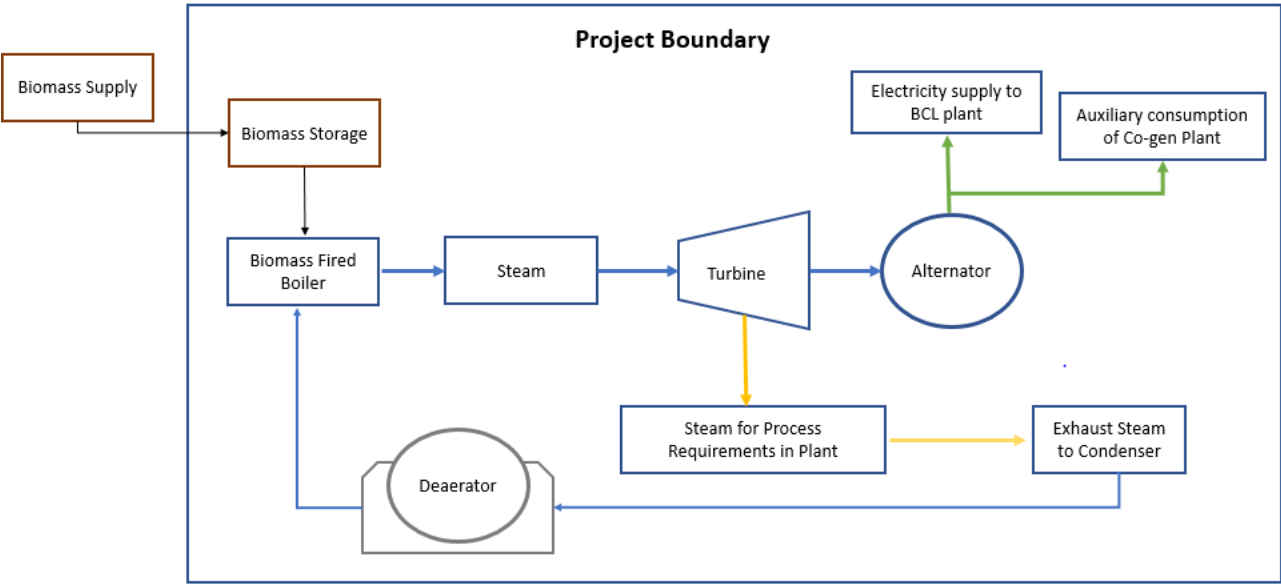 Project Boundary
Biomass Supply
Biomass Storage
Electricity supply to
BCL plant
Auxiliary consumption
of Co-gen Plant
Biomass Fired
Boiler
Steam
Turbine
Alternator
Steam for Process
Requirements in Plant
Exhaust Steam
to Condenser
Deaerator